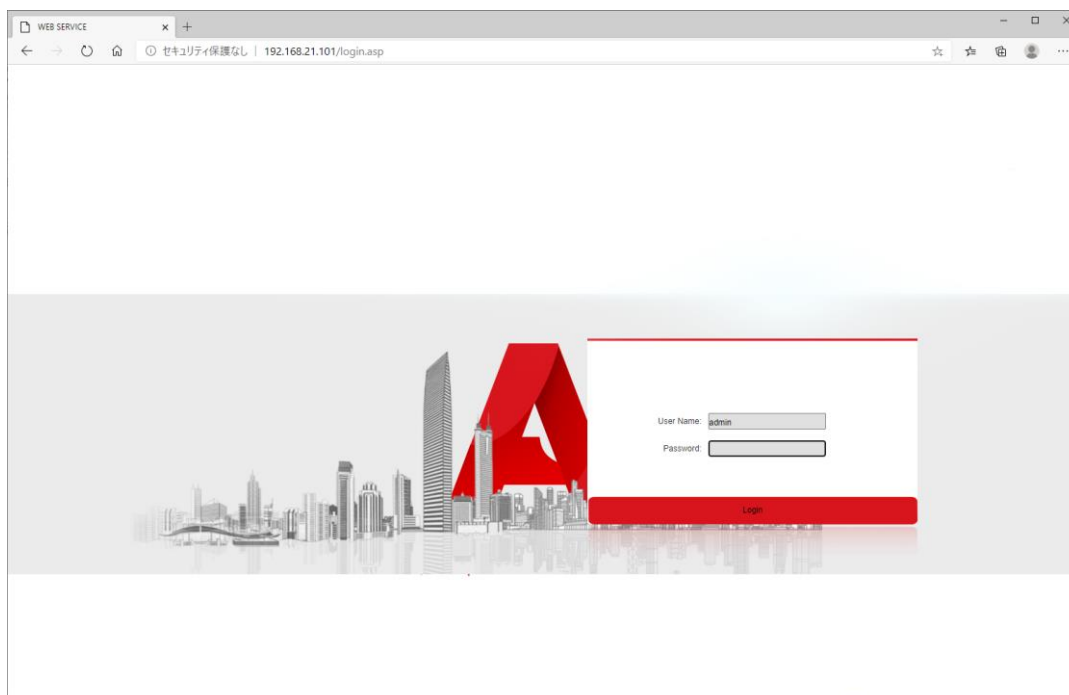 WEB SERVICE
セキュリティ保護なし | 192.168.21.101/login.asp
User Name: admin
Password:
Login